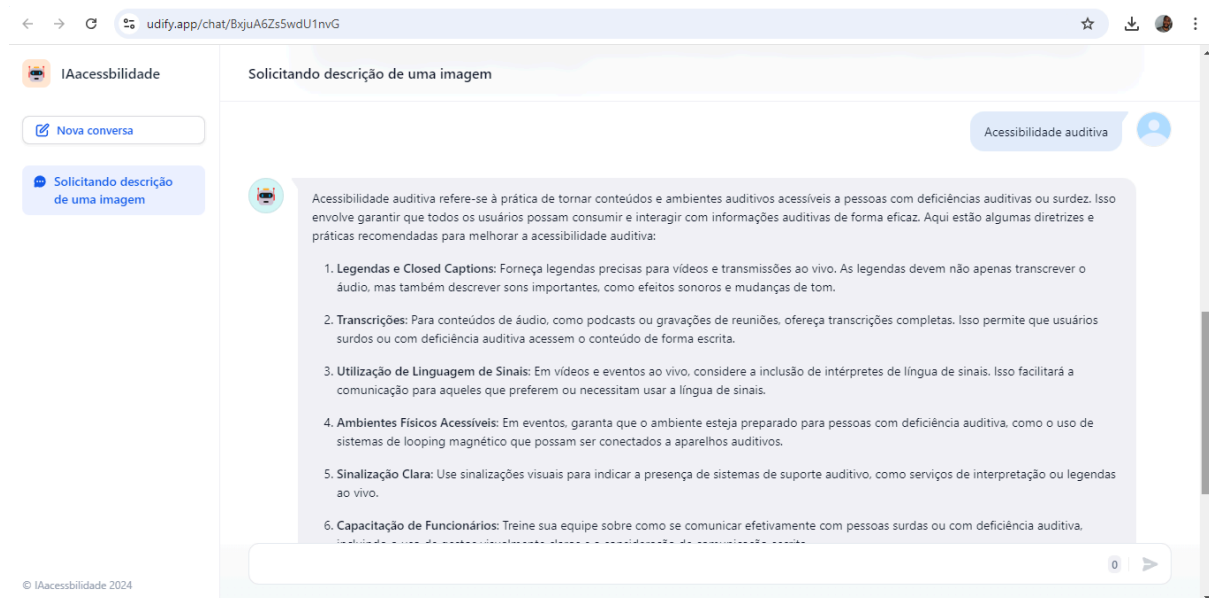 udify.app/chat/BxjuA6Zs5wdU1nvG
IAacessbilidade
Solicitando descrição de uma imagem
Nova conversa
Solicitando descrição
de uma imagem
Acessibilidade auditiva
Acessibilidade auditiva refere-se à prática de tornar conteúdos e ambientes auditivos acessíveis a pessoas com deficiências auditivas ou surdez. Isso
envolve garantir que todos os usuários possam consumir e interagir com informações auditivas de forma eficaz. Aqui estão algumas diretrizes e
práticas recomendadas para melhorar a acessibilidade auditiva:
1. Legendas e Closed Captions: Forneça legendas precisas para vídeos e transmissões ao vivo. As legendas devem não apenas transcrever o
áudio, mas também descrever sons importantes, como efeitos sonoros e mudanças de tom.
2. Transcrições: Para conteúdos de áudio, como podcasts ou gravações de reuniões, ofereça transcrições completas. Isso permite que usuários
surdos ou com deficiência auditiva acessem o conteúdo de forma escrita.
3. Utilização de Linguagem de Sinais: Em vídeos e eventos ao vivo, considere a inclusão de intérpretes de língua de sinais. Isso facilitará a
comunicação para aqueles que preferem ou necessitam usar a língua de sinais.
4. Ambientes Físicos Acessíveis: Em eventos, garanta que o ambiente esteja preparado para pessoas com deficiência auditiva, como o uso de
sistemas de looping magnético que possam ser conectados a aparelhos auditivos.
5. Sinalização Clara: Use sinalizações visuais para indicar a presença de sistemas de suporte auditivo, como serviços de interpretação ou legendas
ao vivo.
6. Capacitação de Funcionários: Treine sua equipe sobre como se comunicar efetivamente com pessoas surdas ou com deficiência auditiva,
0
© IAacessbilidade 2024